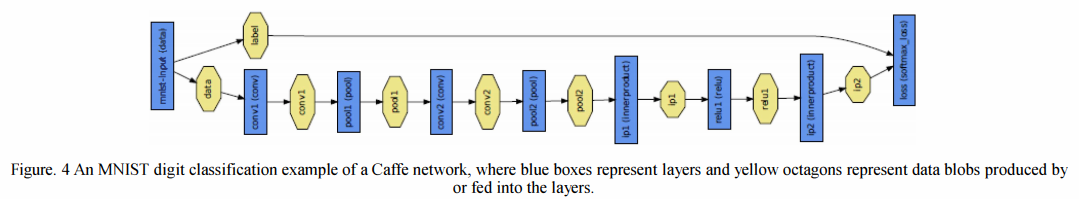 mnist-input (data)
label
data
conv1 (conv)
conv1
pool1 (pool)
pool1
conv2 (conv)
conv2
pool2 (pool)
pool2
ip1 (innerproduct)
ip1
relu1 (relu)
relu1
ip2 (innerproduct)
ip2
loss (softmax_loss)
Figure. 4 An MNIST digit classification example of a Caffe network, where blue boxes represent layers and yellow octagons represent data blobs produced by
or fed into the layers.